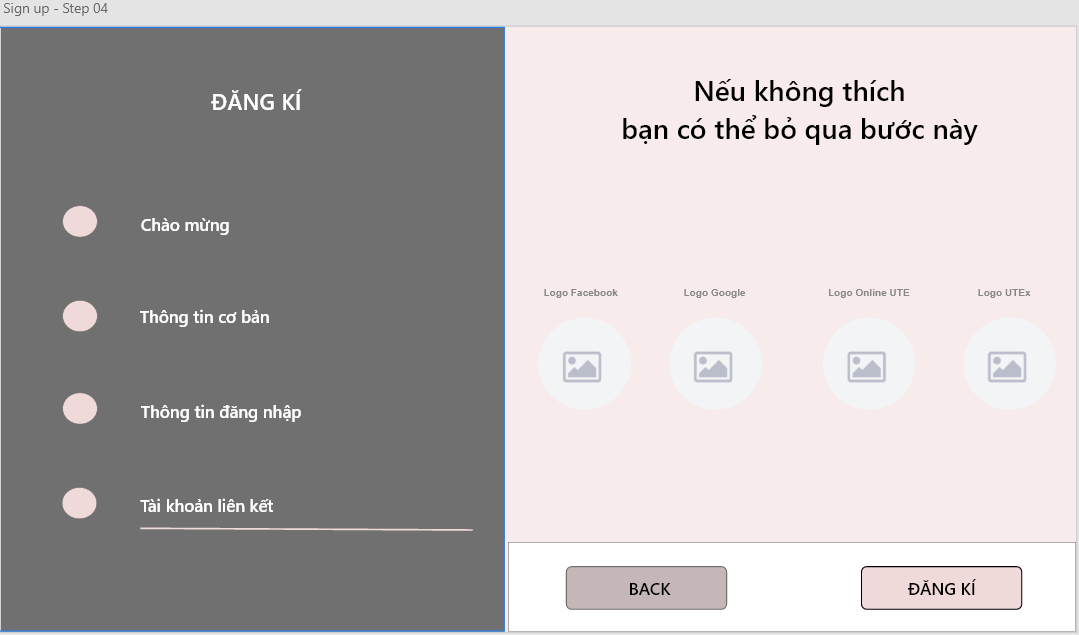 Sign up - Step 04
ĐĂNG KÍ
Chào mừng
Thông tin cơ bản
Thông tin đăng nhập
Tài khoản liên kết
Nếu không thích
bạn có thể bỏ qua bước này
Logo Facebook
Logo Google
Logo Online UTE
Logo UTEx
BACK
ĐĂNG KÍ